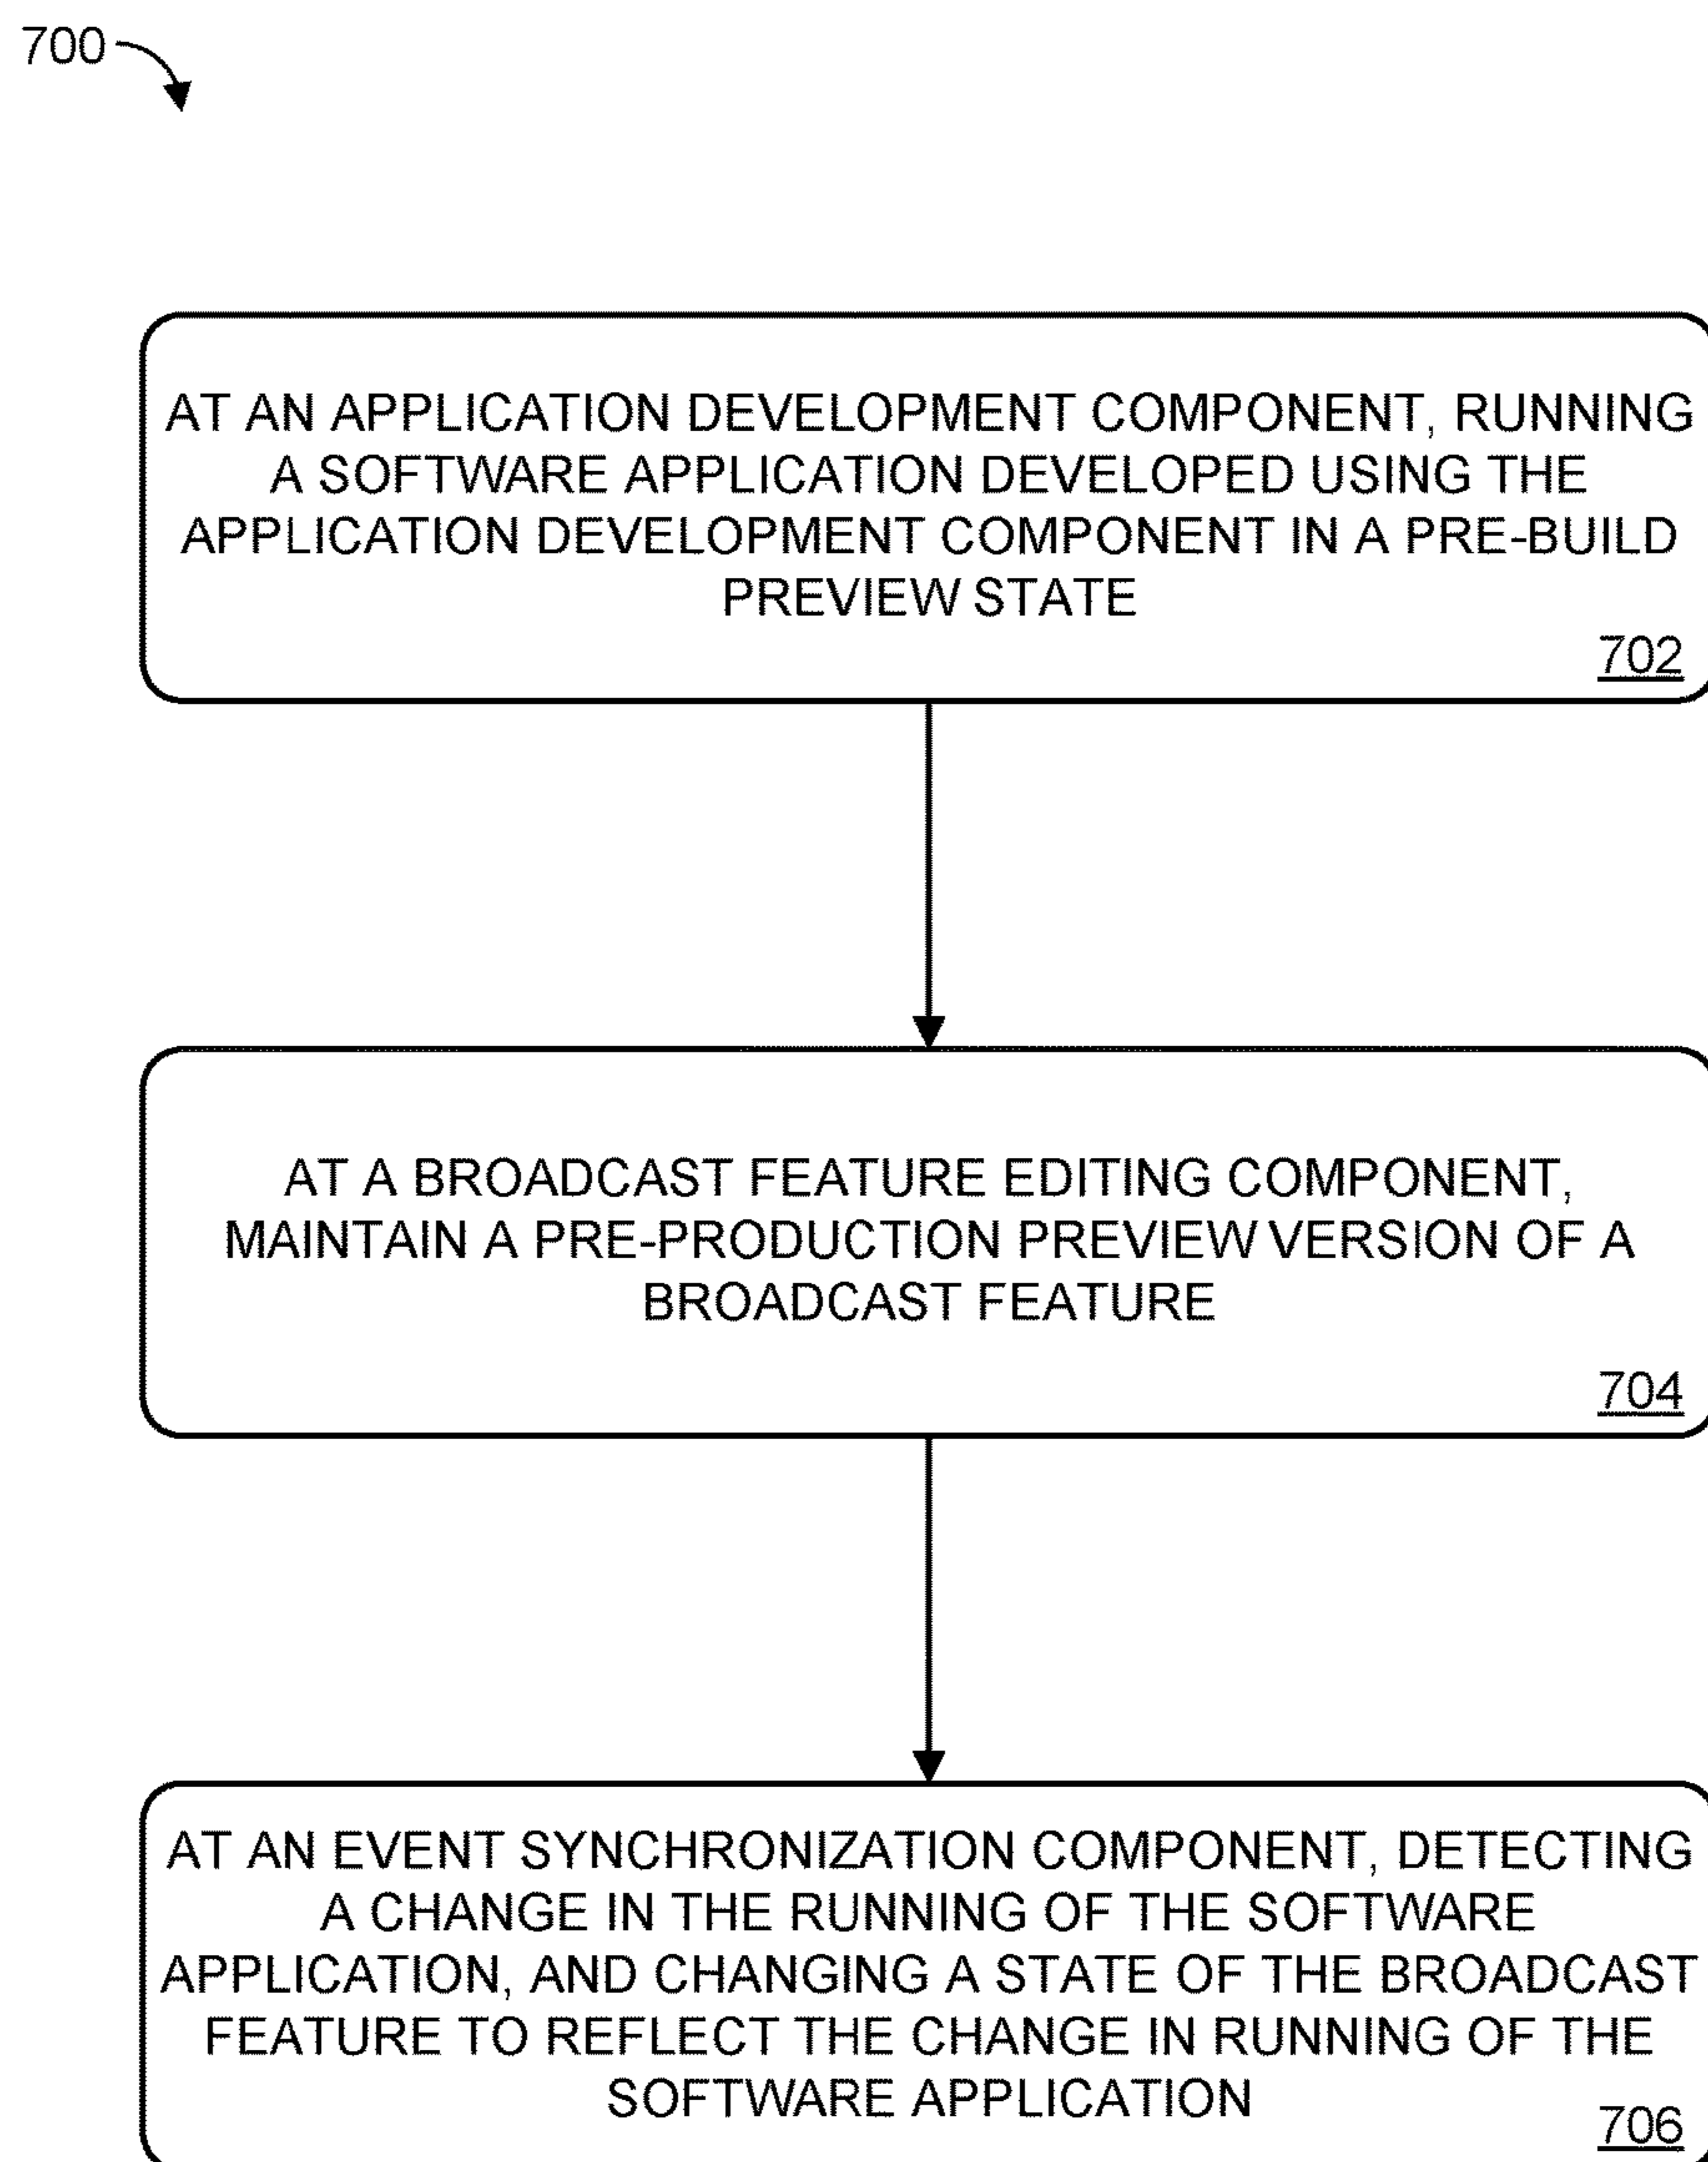 700
AT AN APPLICATION DEVELOPMENT COMPONENT, RUNNING
A SOFTWARE APPLICATION DEVELOPED USING THE
APPLICATION DEVELOPMENT COMPONENT IN A PRE-BUILD
PREVIEW STATE
702
AT A BROADCAST FEATURE EDITING COMPONENT,
MAINTAIN A PRE-PRODUCTION PREVIEW VERSION OF A
BROADCAST FEATURE
704
AT AN EVENT SYNCHRONIZATION COMPONENT, DETECTING
A CHANGE IN THE RUNNING OF THE SOFTWARE
APPLICATION, AND CHANGING A STATE OF THE BROADCAST
FEATURE TO REFLECT THE CHANGE IN RUNNING OF THE
SOFTWARE APPLICATION
706